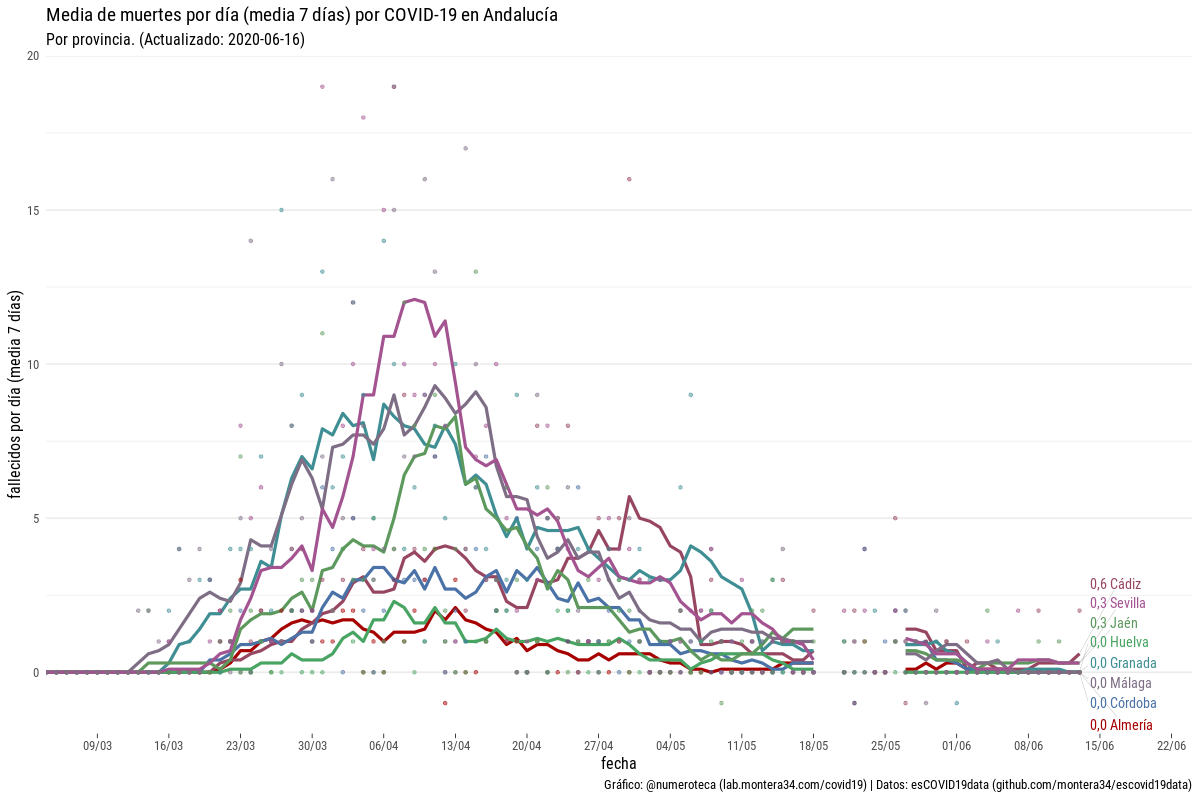 Media de muertes por día (media 7 días) por COVID-19 en Andalucía
Por provincia. (Actualizado: 2020-06-16)
20
15
10
5
0
fallecidos por día (media 7 días)
0,6 Cádiz
0,3 Sevilla
0,3 Jaén
0,0 Huelva
0,0 Granada
0,0 Málaga
0,0 Córdoba
0,0 Almería
09/03 16/03 23/03 30/03 06/04 13/04 20/04 27/04 04/05 11/05 18/05 25/05 01/06 08/06 15/06 22/06
fecha
Gráfico: @numeroteca (lab.montera34.com/covid19) | Datos: esCOVID19data (github.com/montera34/escovid19data)